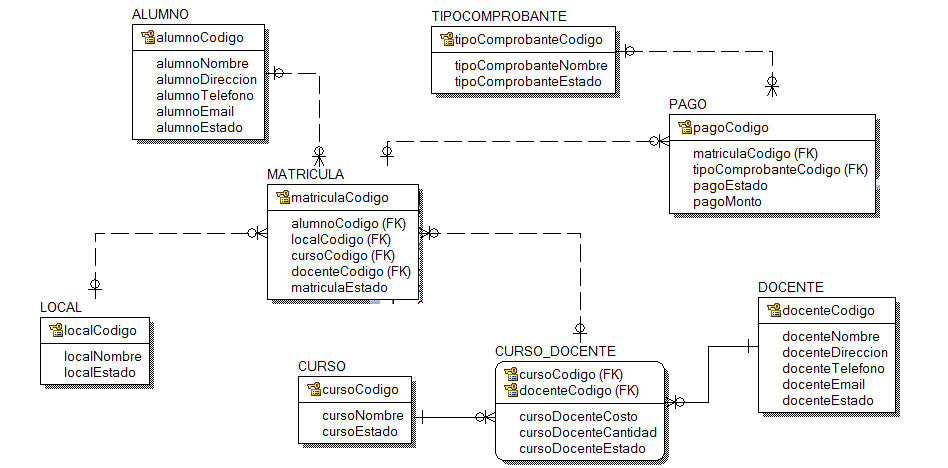 ALUMNO
alumnoCodigo
alumnoNombre
alumnoDireccion
alumnoTelefono
alumnoEmail
alumnoEstado
TIPOCOMPROBANTE
tipoComprobanteCodigo
tipoComprobanteNombre
tipoComprobanteEstado
PAGO
pagoCodigo
matriculaCodigo (FK)
tipoComprobanteCodigo (FK)
pagoEstado
pagoMonto
MATRICULA
matriculaCodigo
alumnoCodigo (FK)
localCodigo (FK)
cursoCodigo (FK)
docenteCodigo (FK)
matriculaEstado
LOCAL
localCodigo
localNombre
localEstado
CURSO
cursoCodigo
cursoNombre
cursoEstado
CURSO_DOCENTE
cursoCodigo (FK)
docenteCodigo (FK)
cursoDocenteCosto
cursoDocenteCantidad
cursoDocenteEstado
DOCENTE
docenteCodigo
docenteNombre
docenteDireccion
docenteTelefono
docenteEmail
docenteEstado